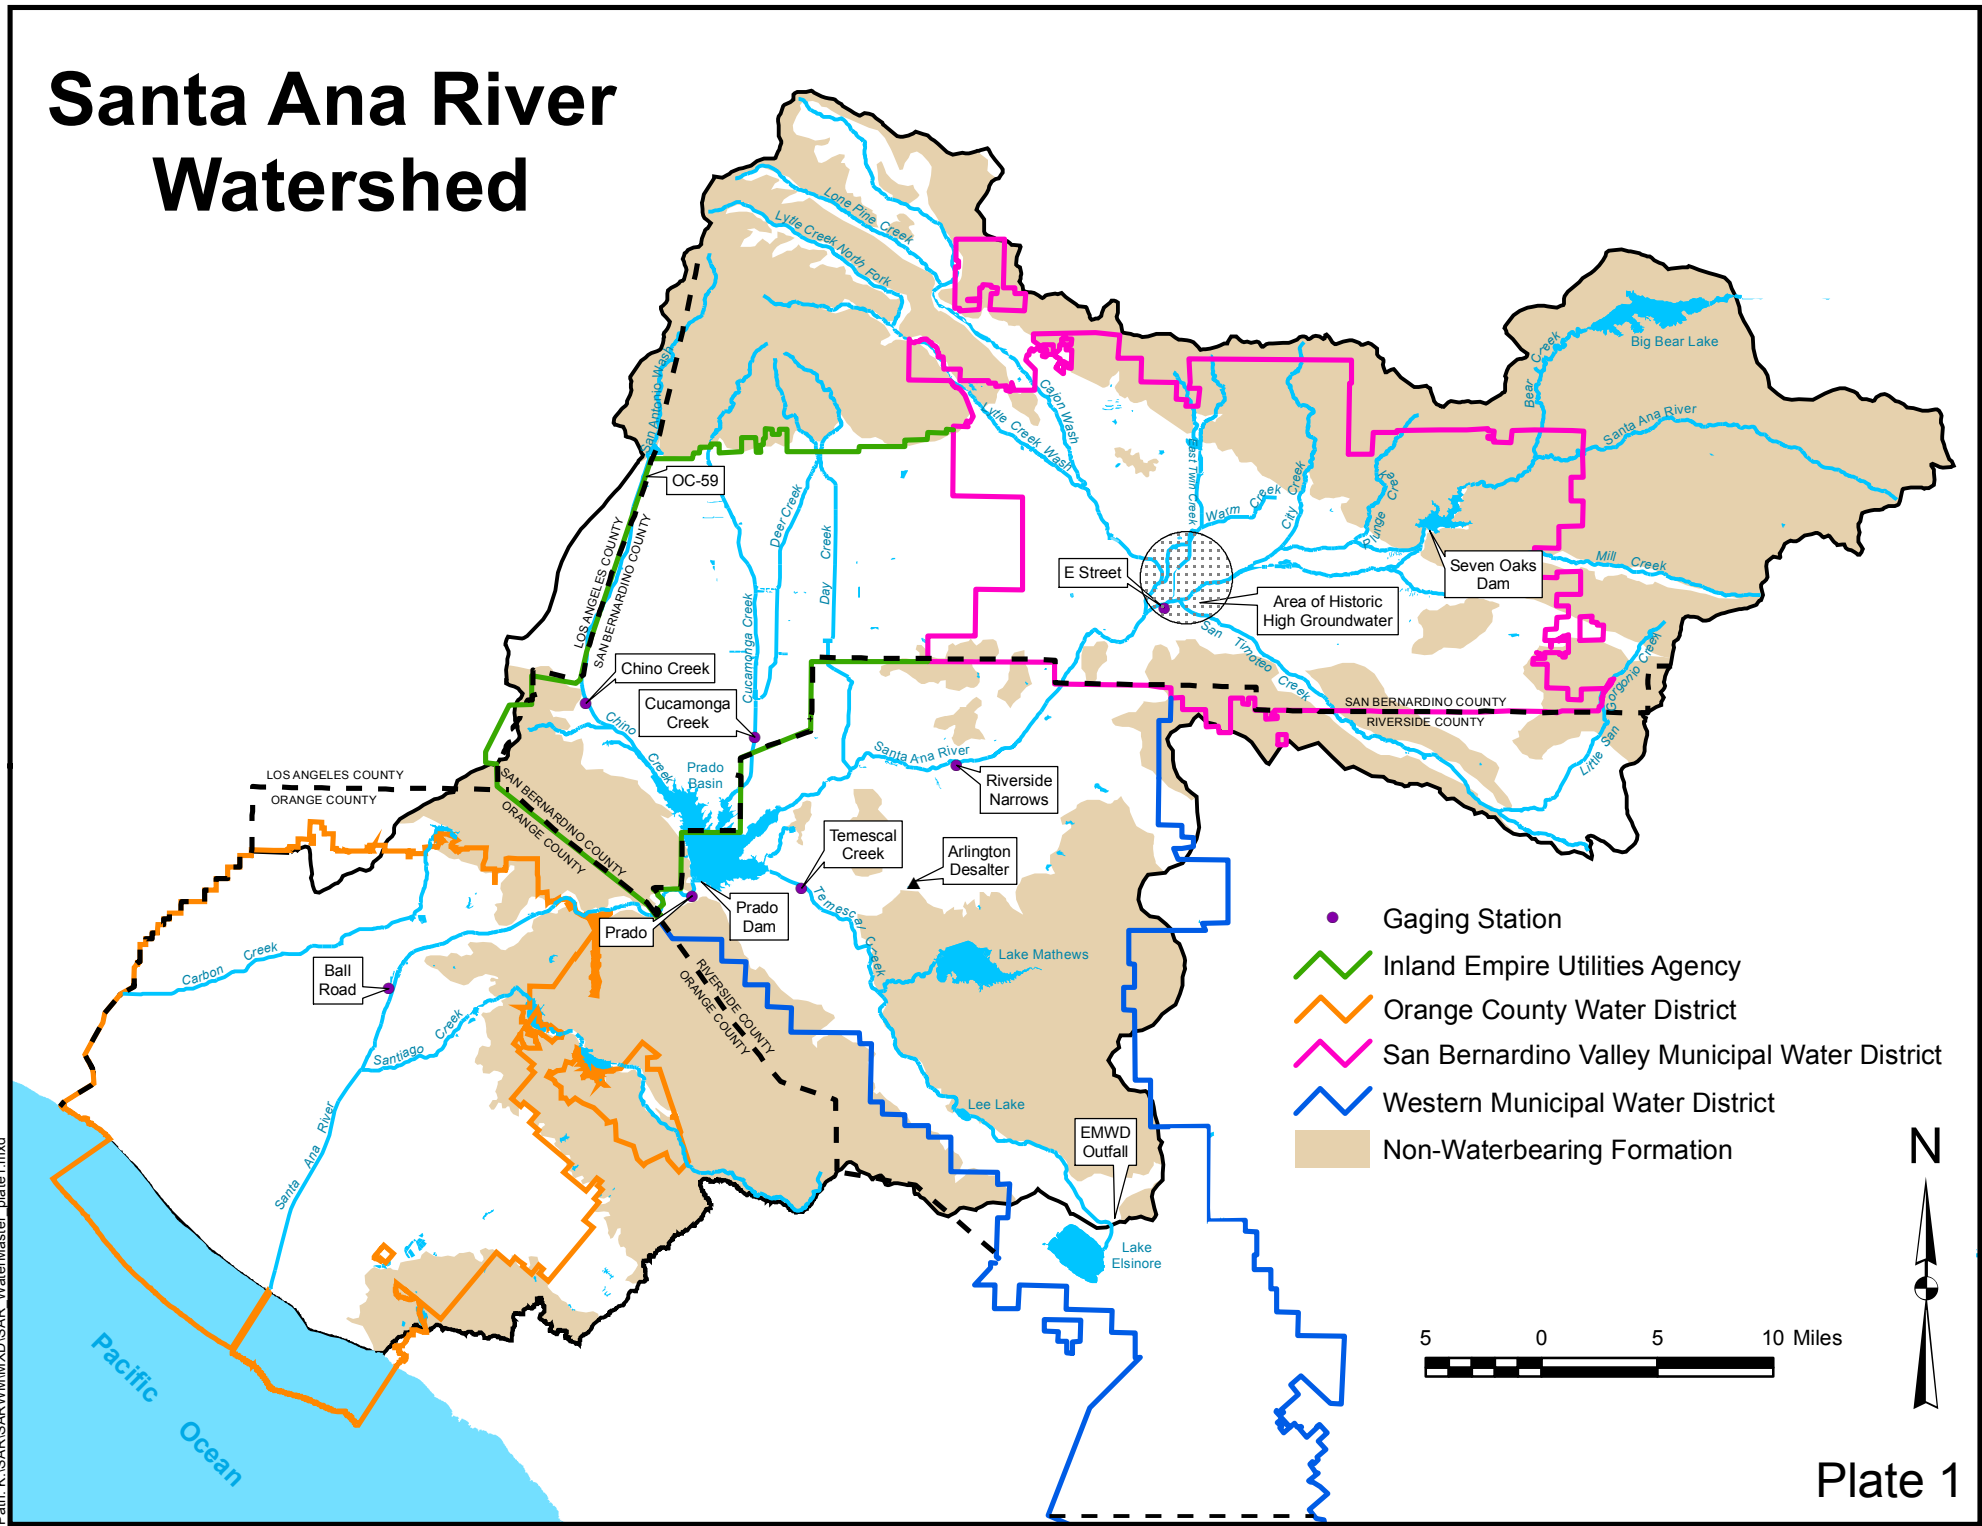 Santa Ana River
Watershed
Lone Pine Creek
Lytle Creek North Fork
San Antonio Wash
Big Bear Lake
Bear Creek
Santa Ana River
Cajon Wash
Lytle Creek Wash
East Twin Creek
Warm Creek
City Creek
Plunge Creek
OC-59
Deer Creek
Day Creek
Cucamonga Creek
LOS ANGELES COUNTY
SAN BERNARDINO COUNTY
E Street
Seven Oaks
Dam
Mill Creek
Area of Historic
High Groundwater
San Timoteo Creek
Little San Gorgonio Creek
SAN BERNARDINO COUNTY
RIVERSIDE COUNTY
Chino Creek
Cucamonga
Creek
Chino Creek
Prado
Basin
Santa Ana River
Riverside
Narrows
LOS ANGELES COUNTY
ORANGE COUNTY
SAN BERNARDINO COUNTY
ORANGE COUNTY
Temescal
Creek
Arlington
Desalter
Prado
Dam
Prado
Temescal Creek
Lake Mathews
RIVERSIDE COUNTY
ORANGE COUNTY
Carbon Creek
Ball
Road
Santiago Creek
Santa Ana River
Lee Lake
EMWD
Outfall
Lake
Elsinore
Pacific Ocean
Gaging Station
Inland Empire Utilities Agency
Orange County Water District
San Bernardino Valley Municipal Water District
Western Municipal Water District
Non-Waterbearing Formation
N
5 0 5 10 Miles
Plate 1